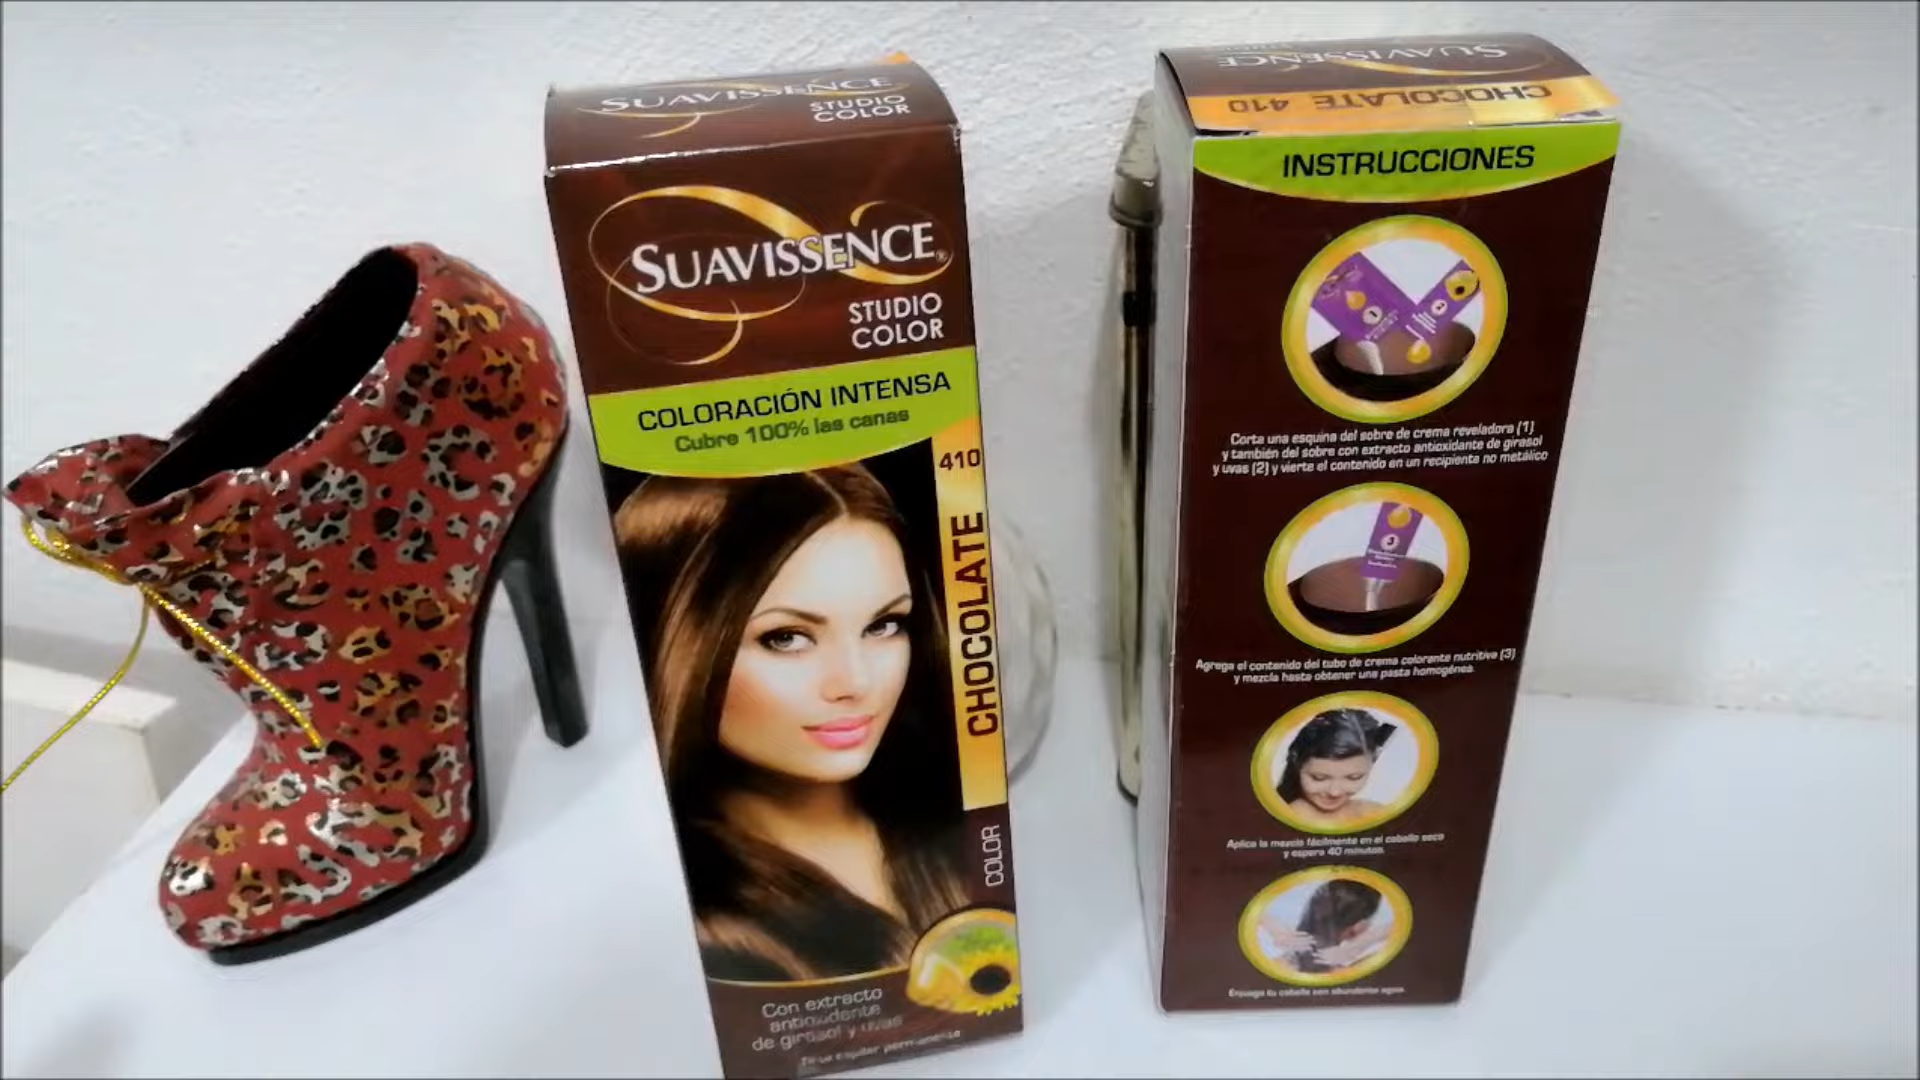 SUAVISSENCE
STUDIO
COLOR
SUAVISSENCE®
STUDIO
COLOR
COLORACIÓN INTENSA
Cubre 100% las canas
410
CHOCOLATE
COLOR
Con extracto
antioxidante
de girasol y uvas
SUAVISSENCE
CHOCOLATE 410
INSTRUCCIONES
1
2
Corta una esquina del sobre de crema reveladora (1)
y también del sobre con extracto antioxidante de girasol
y uvas (2) y vierte el contenido en un recipiente no metálico
3
Agrega el contenido del tubo de crema colorante nutritiva (3)
y mezcla hasta obtener una pasta homogénea.
Aplica la mezcla fácilmente en el cabello seco
y espera 40 minutos.
Enjuaga tu cabello con abundante agua.